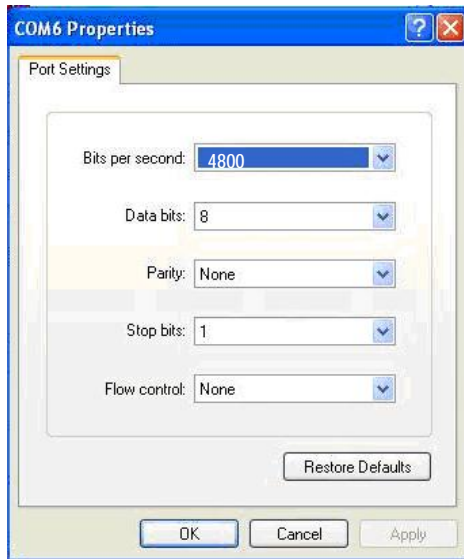 COM6 Properties
Port Settings
Bits per second: 4800
Data bits: 8
Parity: None
Stop bits: 1
Flow control: None
Restore Defaults
OK Cancel Apply